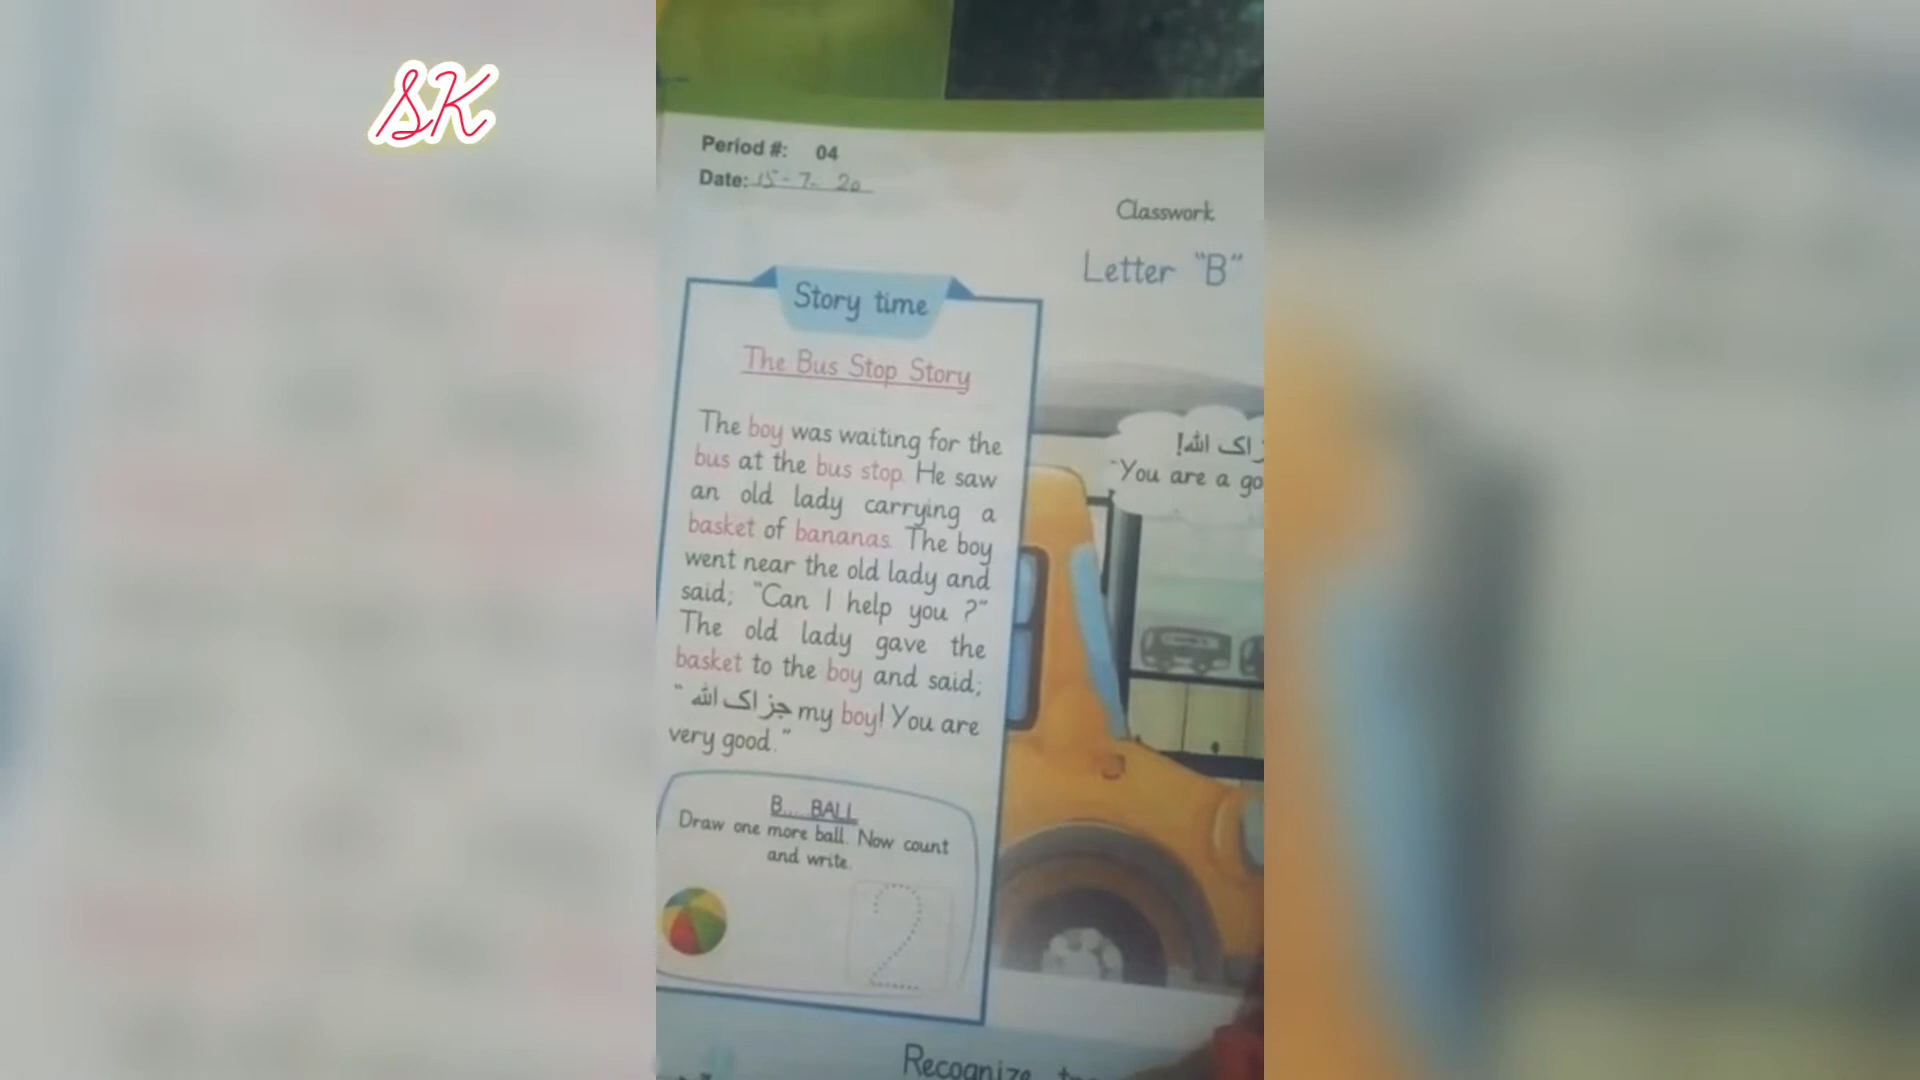 SK
Period #: 04
Date: 15-7-20
Classwork
Letter "B"
Story time
The Bus Stop Story
The boy was waiting for the
bus at the bus stop. He saw
an old lady carrying a
basket of bananas. The boy
went near the old lady and
said; "Can I help you ?"
The old lady gave the
basket to the boy and said;
"جز اک اللہ my boy! You are
very good."
اک اللہ!
"You are a go
B.... BALL
Draw one more ball. Now count
and write.
2
Recognize